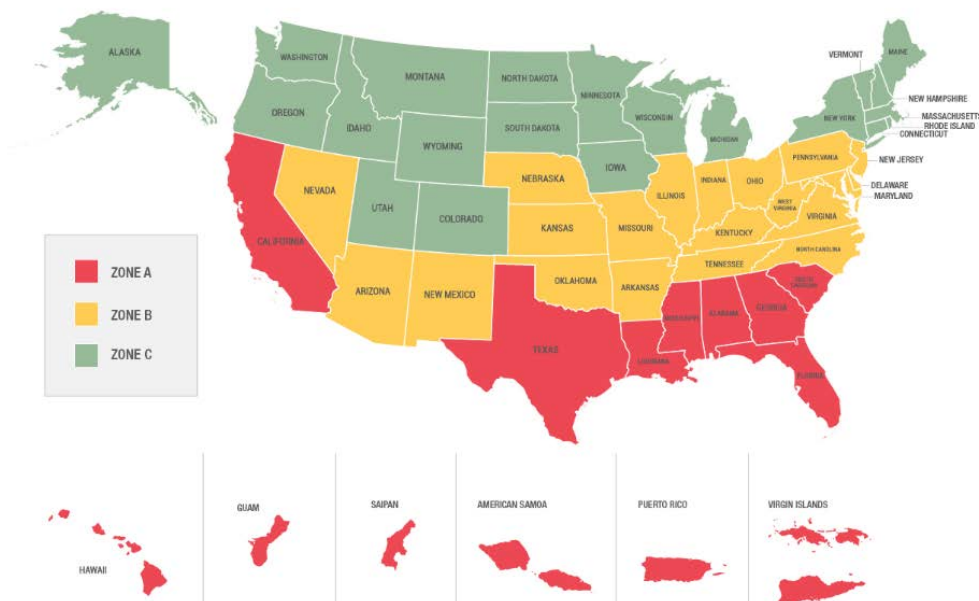 ALASKA
WASHINGTON
OREGON
IDAHO
MONTANA
WYOMING
NORTH DAKOTA
SOUTH DAKOTA
MINNESOTA
WISCONSIN
MICHIGAN
IOWA
VERMONT
MAINE
NEW HAMPSHIRE
MASSACHUSETTS
RHODE ISLAND
CONNECTICUT
NEW YORK
PENNSYLVANIA
NEW JERSEY
DELAWARE
MARYLAND
NEVADA
UTAH
COLORADO
NEBRASKA
KANSAS
MISSOURI
ILLINOIS
INDIANA
OHIO
WEST
VIRGINIA
VIRGINIA
KENTUCKY
NORTH CAROLINA
TENNESSEE
CALIFORNIA
ARIZONA
NEW MEXICO
OKLAHOMA
ARKANSAS
TEXAS
LOUISIANA
MISSISSIPPI
ALABAMA
GEORGIA
SOUTH
CAROLINA
FLORIDA
ZONE A
ZONE B
ZONE C
HAWAII
GUAM
SAIPAN
AMERICAN SAMOA
PUERTO RICO
VIRGIN ISLANDS